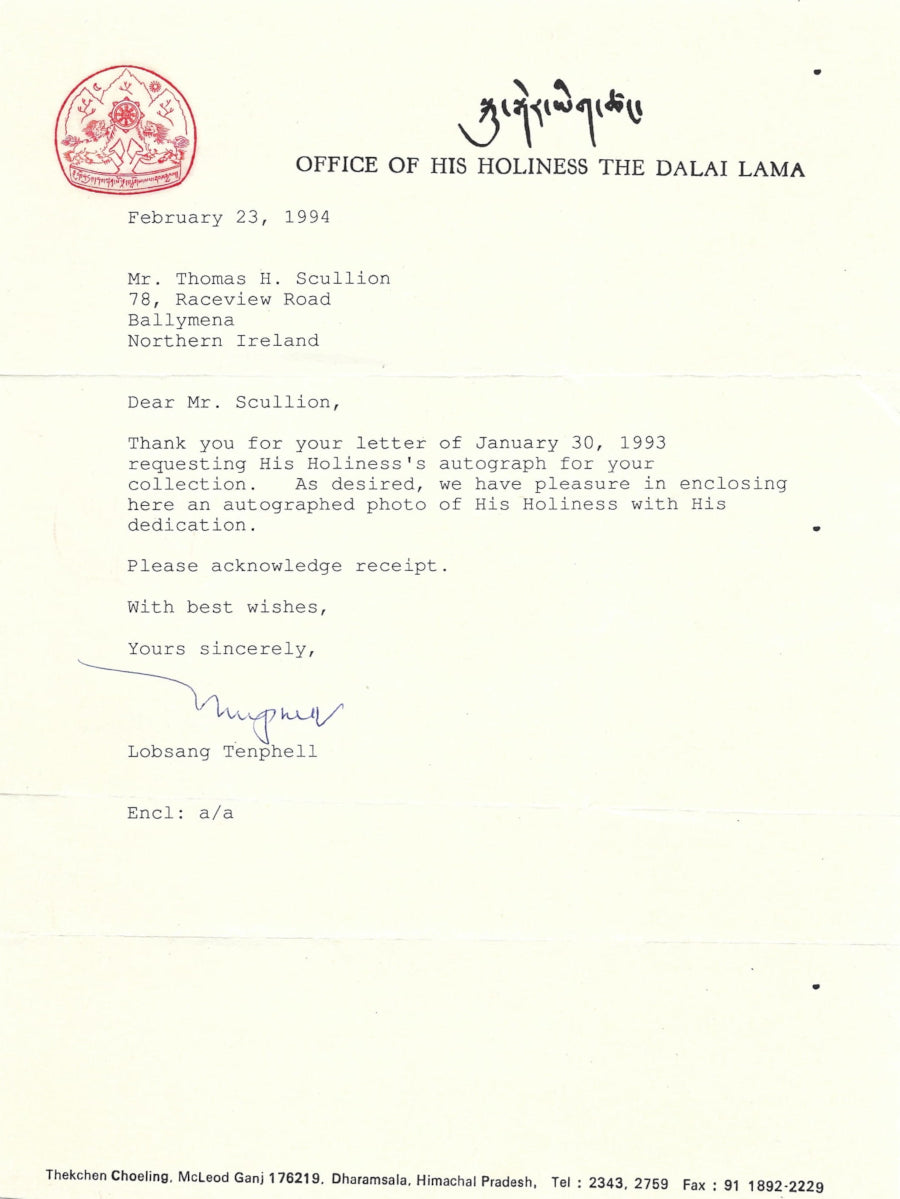 OFFICE OF HIS HOLINESS THE DALAI LAMA
February 23, 1994
Mr. Thomas H. Scullion
78, Raceview Road
Ballymena
Northern Ireland
Dear Mr. Scullion,
Thank you for your letter of January 30, 1993
requesting His Holiness's autograph for your
collection. As desired, we have pleasure in enclosing
here an autographed photo of His Holiness with His
dedication.
Please acknowledge receipt.
With best wishes,
Yours sincerely,
Lobsang Tenphell
Encl: a/a
Thekchen Choeling, McLeod Ganj 176219, Dharamsala, Himachal Pradesh, Tel : 2343, 2759 Fax : 91 1892-2229